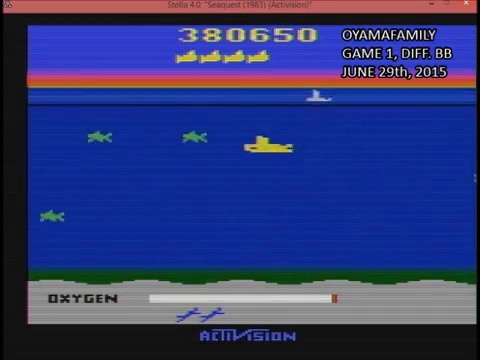 Stella 4.0: "Seaquest (1983) (Activision)"
380650
OYAMAFAMILY
GAME 1, DIFF. BB
JUNE 29th, 2015
OXYGEN
ACTIVISION